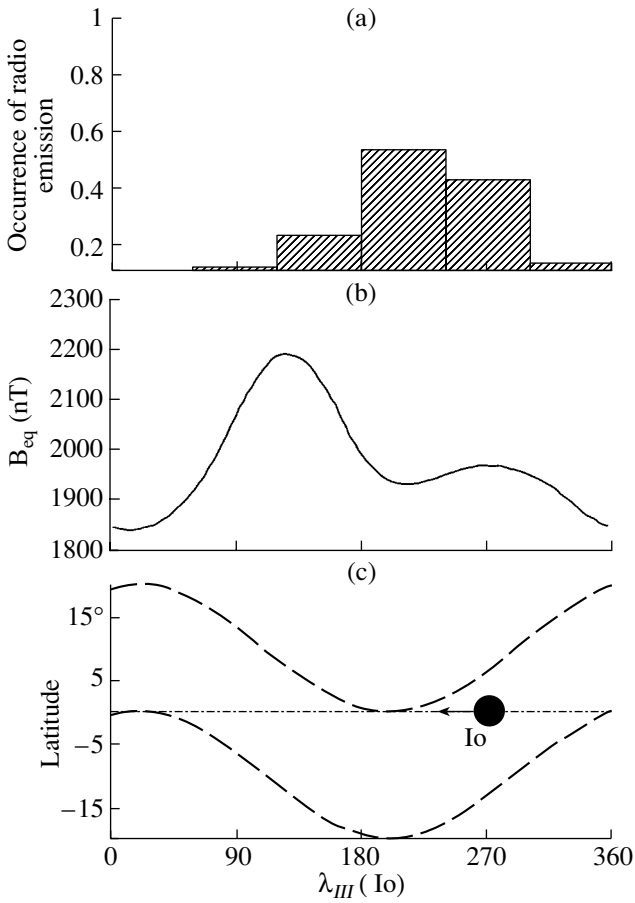 (a)
Occurrence of radio
emission
1
0.8
0.6
0.4
0.2
(b)
B_eq (nT)
2300
2200
2100
2000
1900
1800
(c)
Latitude
15°
5
0
−5
−15
Io
0 90 180 270 360
λ_III ( Io)